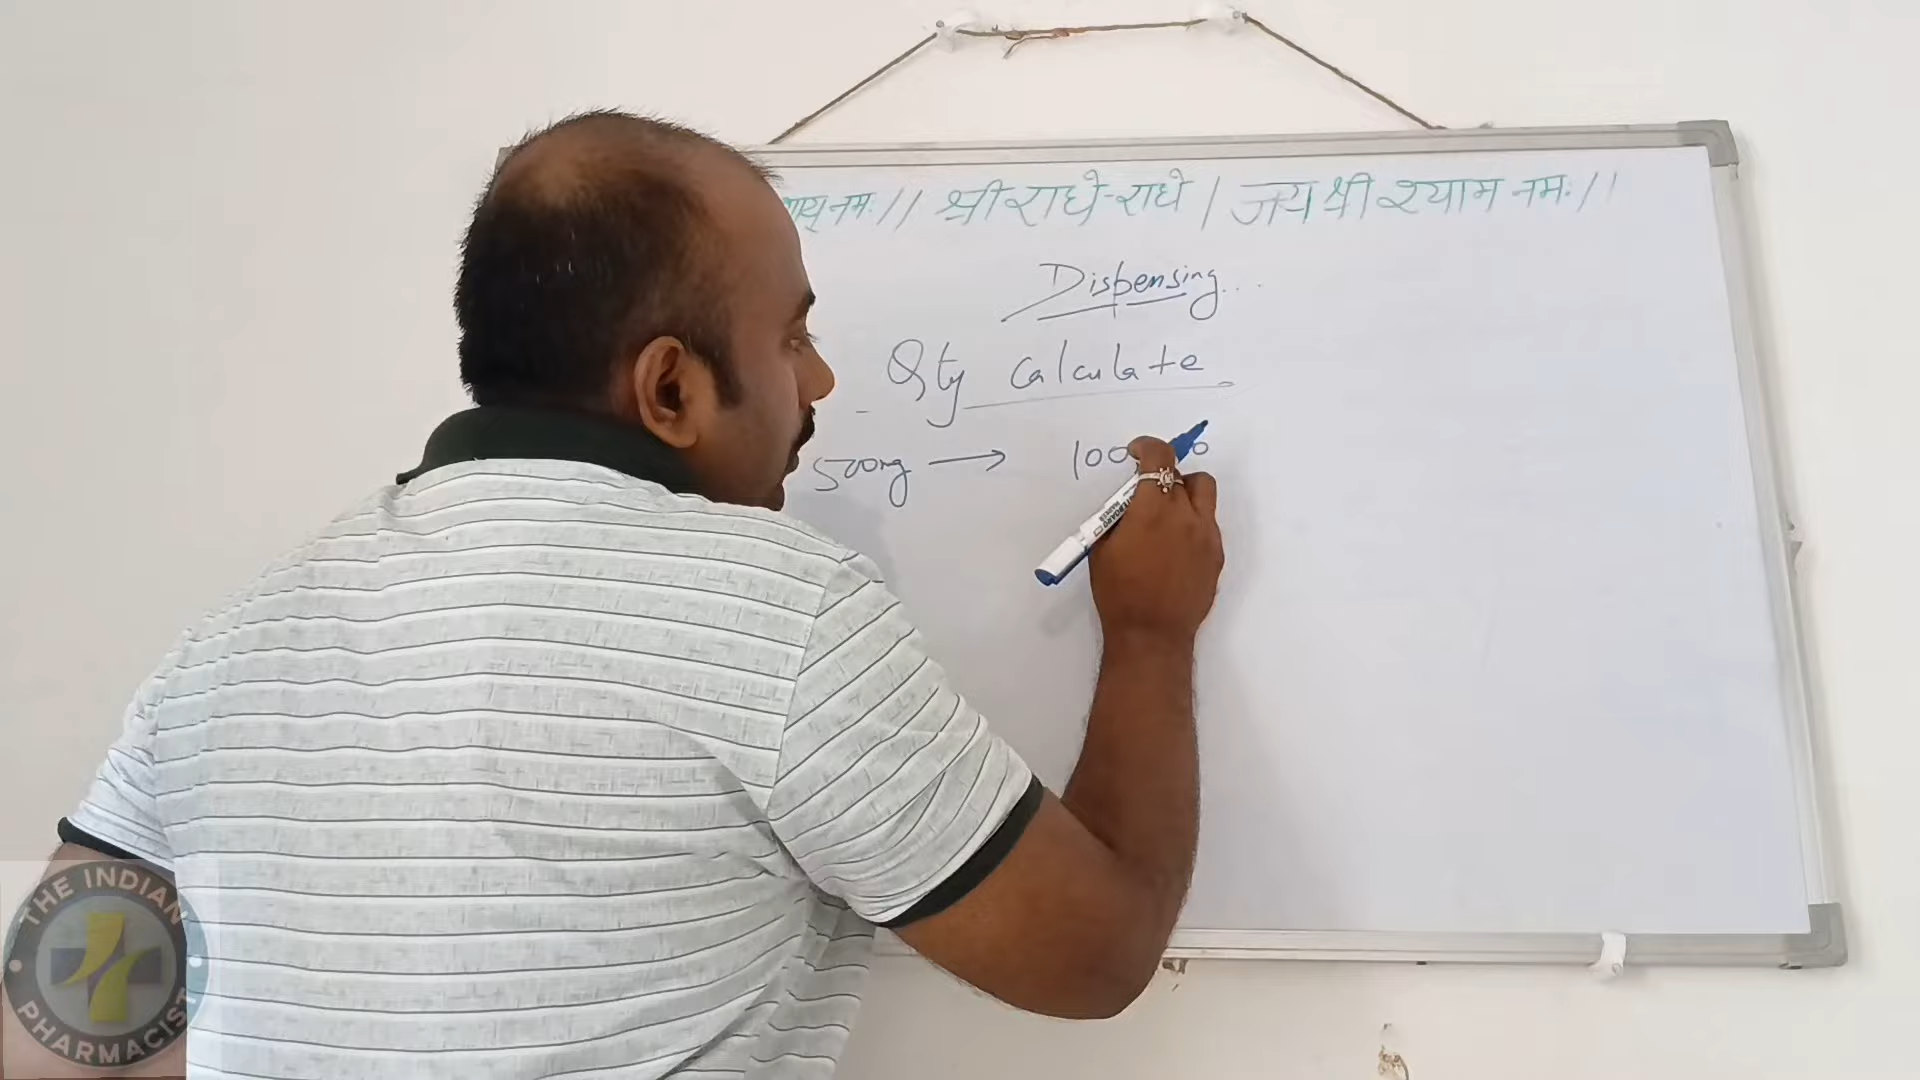 नमः // श्री राधे-राधे / जय श्री श्याम नमः //
Dispensing...
Qty Calculate
500mg → 100
THE INDIAN PHARMACIST